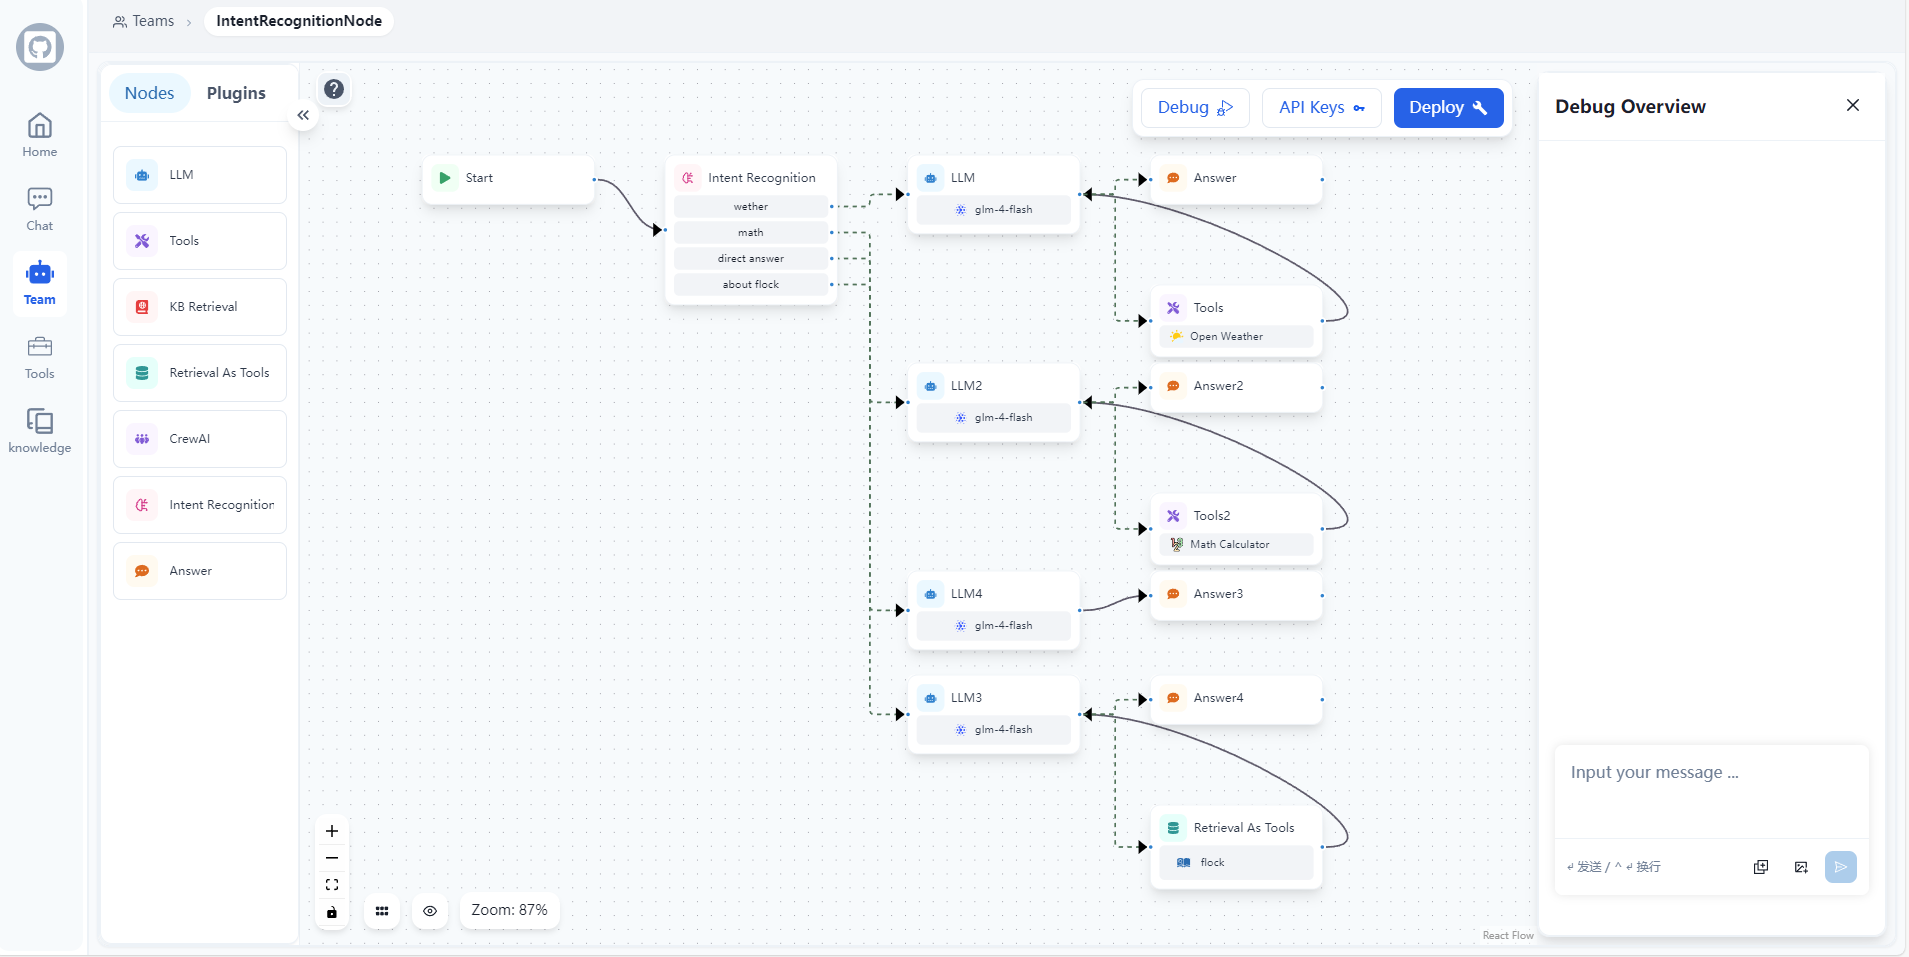 Teams › IntentRecognitionNode
Home
Chat
Team
Tools
knowledge
Nodes Plugins
LLM
Tools
KB Retrieval
Retrieval As Tools
CrewAI
Intent Recognition
Answer
Debug
API Keys
Deploy
Start
Intent Recognition
wether
math
direct answer
about flock
LLM
glm-4-flash
Answer
Tools
Open Weather
LLM2
glm-4-flash
Answer2
Tools2
Math Calculator
LLM4
glm-4-flash
Answer3
LLM3
glm-4-flash
Answer4
Retrieval As Tools
flock
Zoom: 87%
React Flow
Debug Overview
Input your message ...
↲ 发送 / ^ ↲ 换行